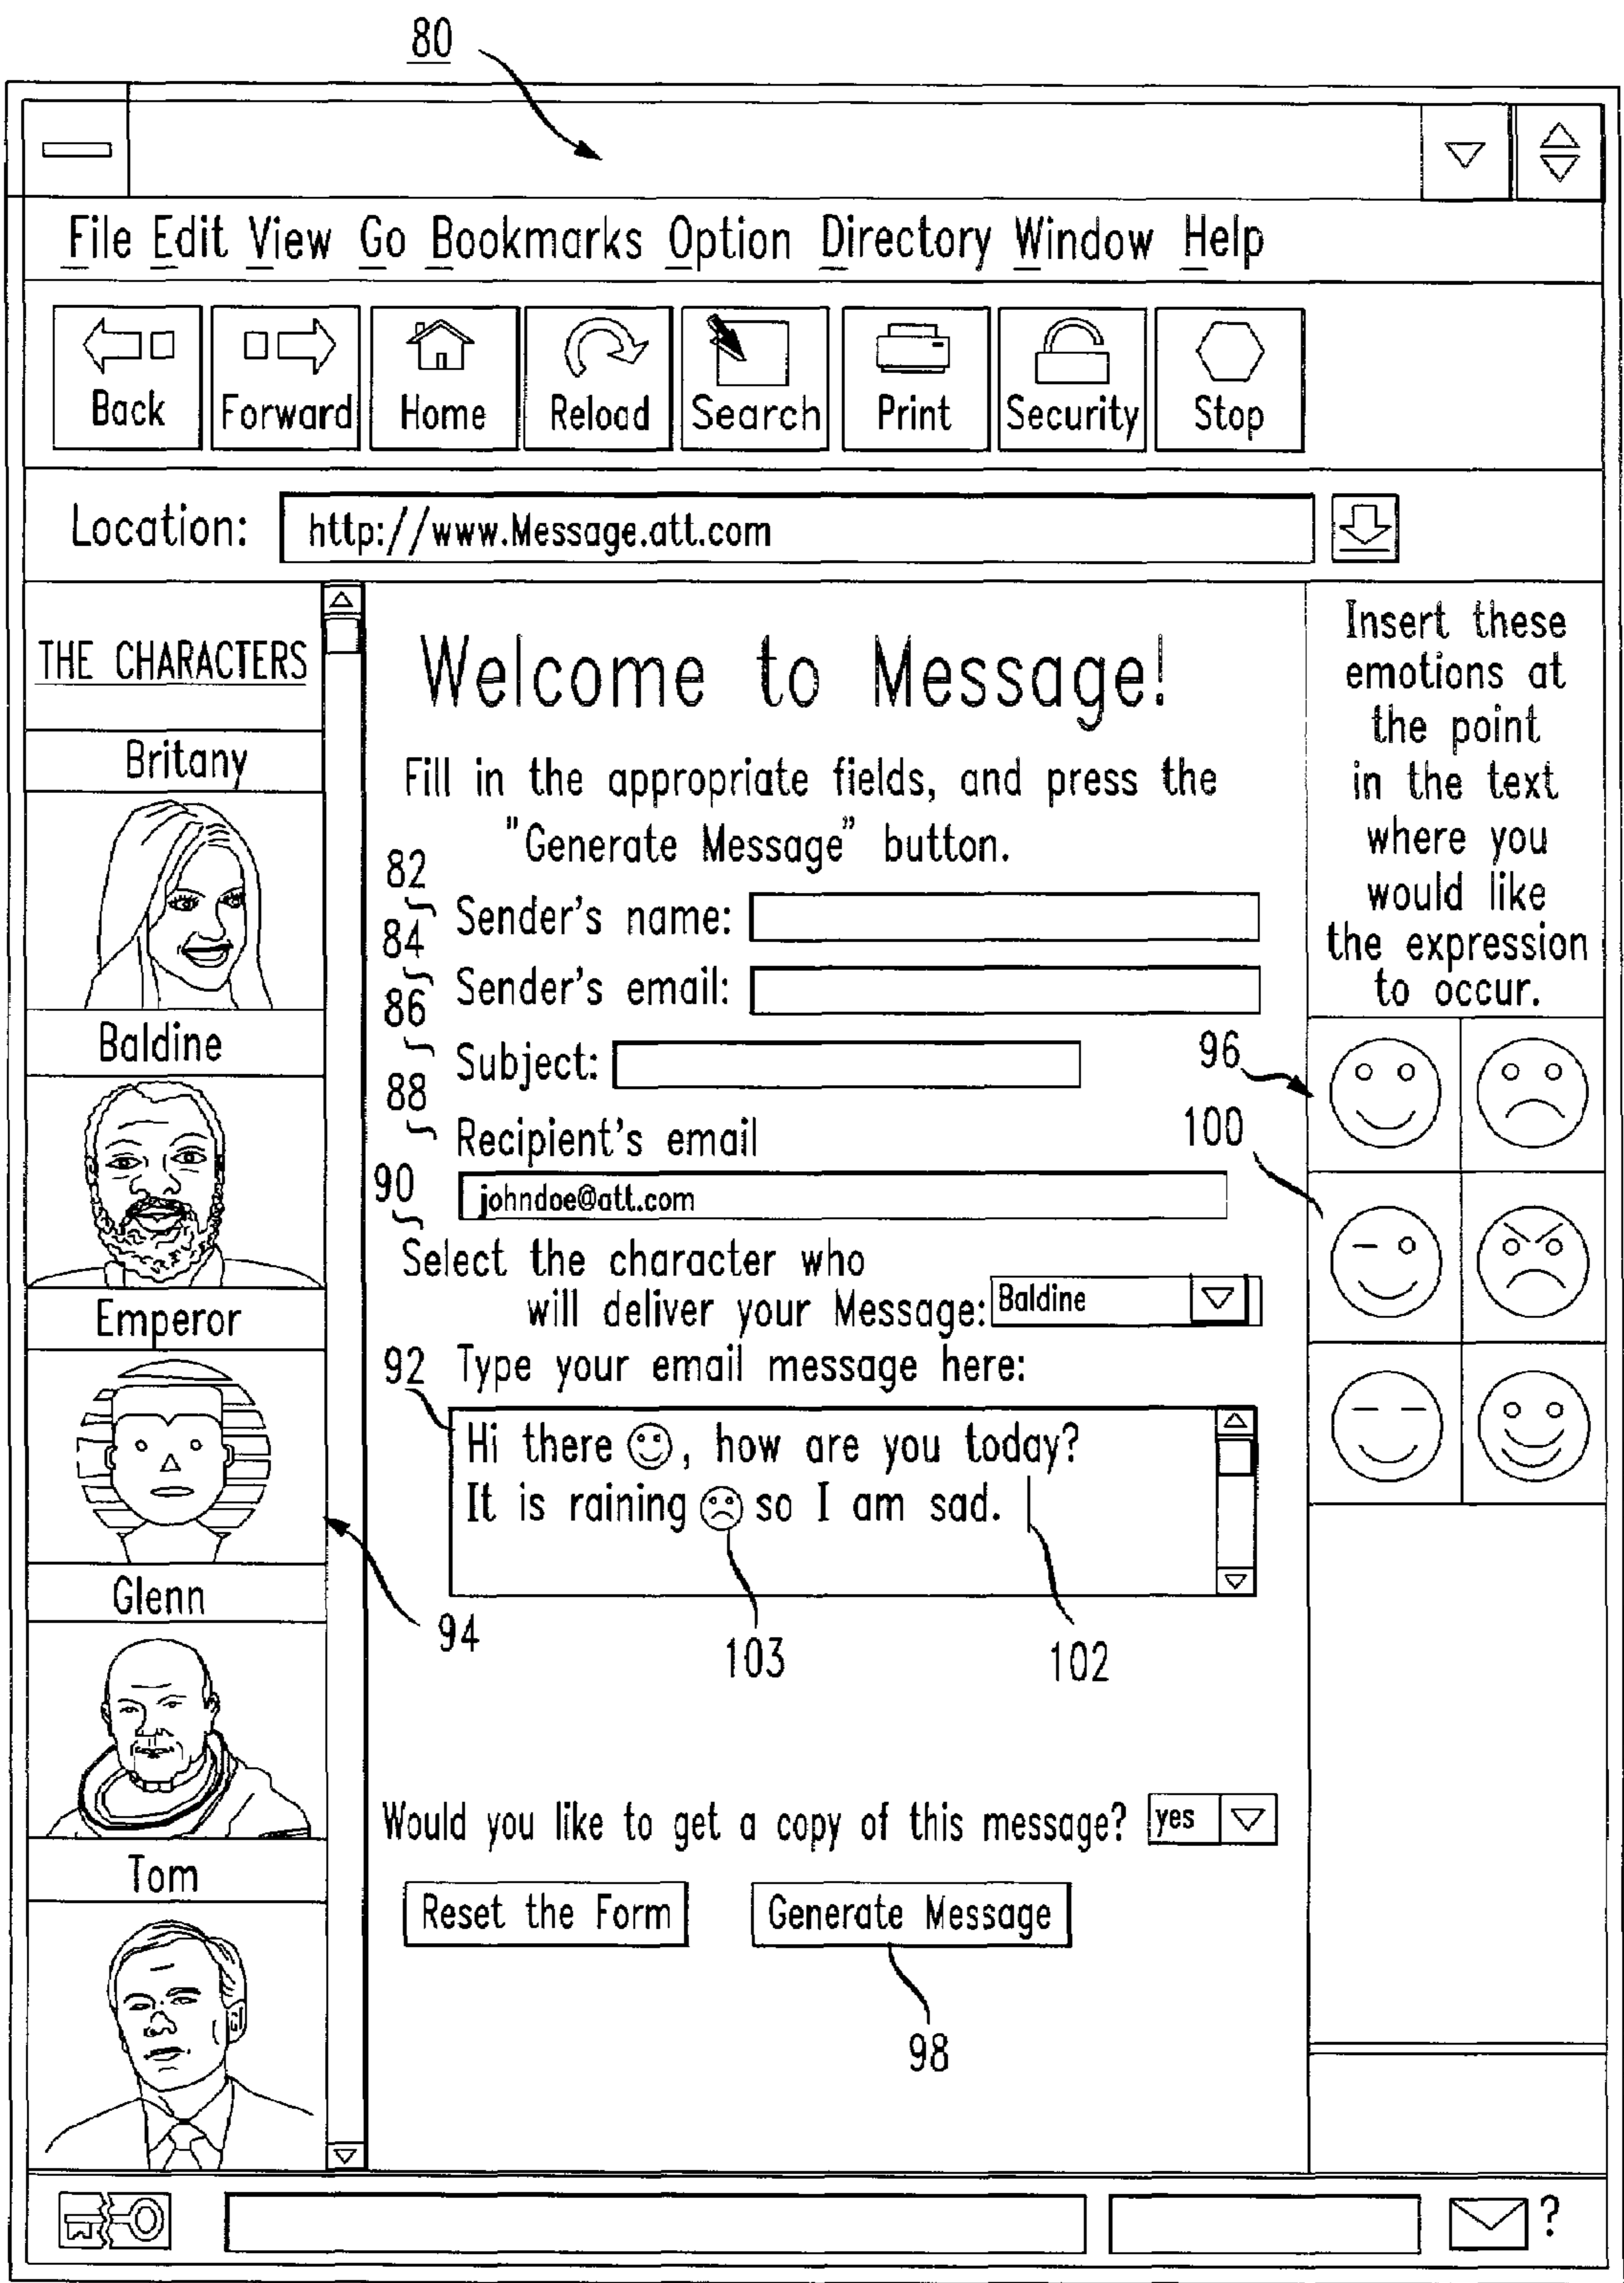 80
File Edit View Go Bookmarks Option Directory Window Help
Back Forward Home Reload Search Print Security Stop
Location: http://www.Message.att.com
THE CHARACTERS
Britany
Baldine
Emperor
Glenn
Tom
Welcome to Message!
Fill in the appropriate fields, and press the
"Generate Message" button.
82
Sender's name:
84
Sender's email:
86
Subject:
88
Recipient's email
90
johndoe@att.com
Select the character who
will deliver your Message: Baldine
92 Type your email message here:
Hi there , how are you today?
It is raining so I am sad.
94
103
102
Would you like to get a copy of this message? yes
Reset the Form Generate Message
98
Insert these
emotions at
the point
in the text
where you
would like
the expression
to occur.
96
100
?